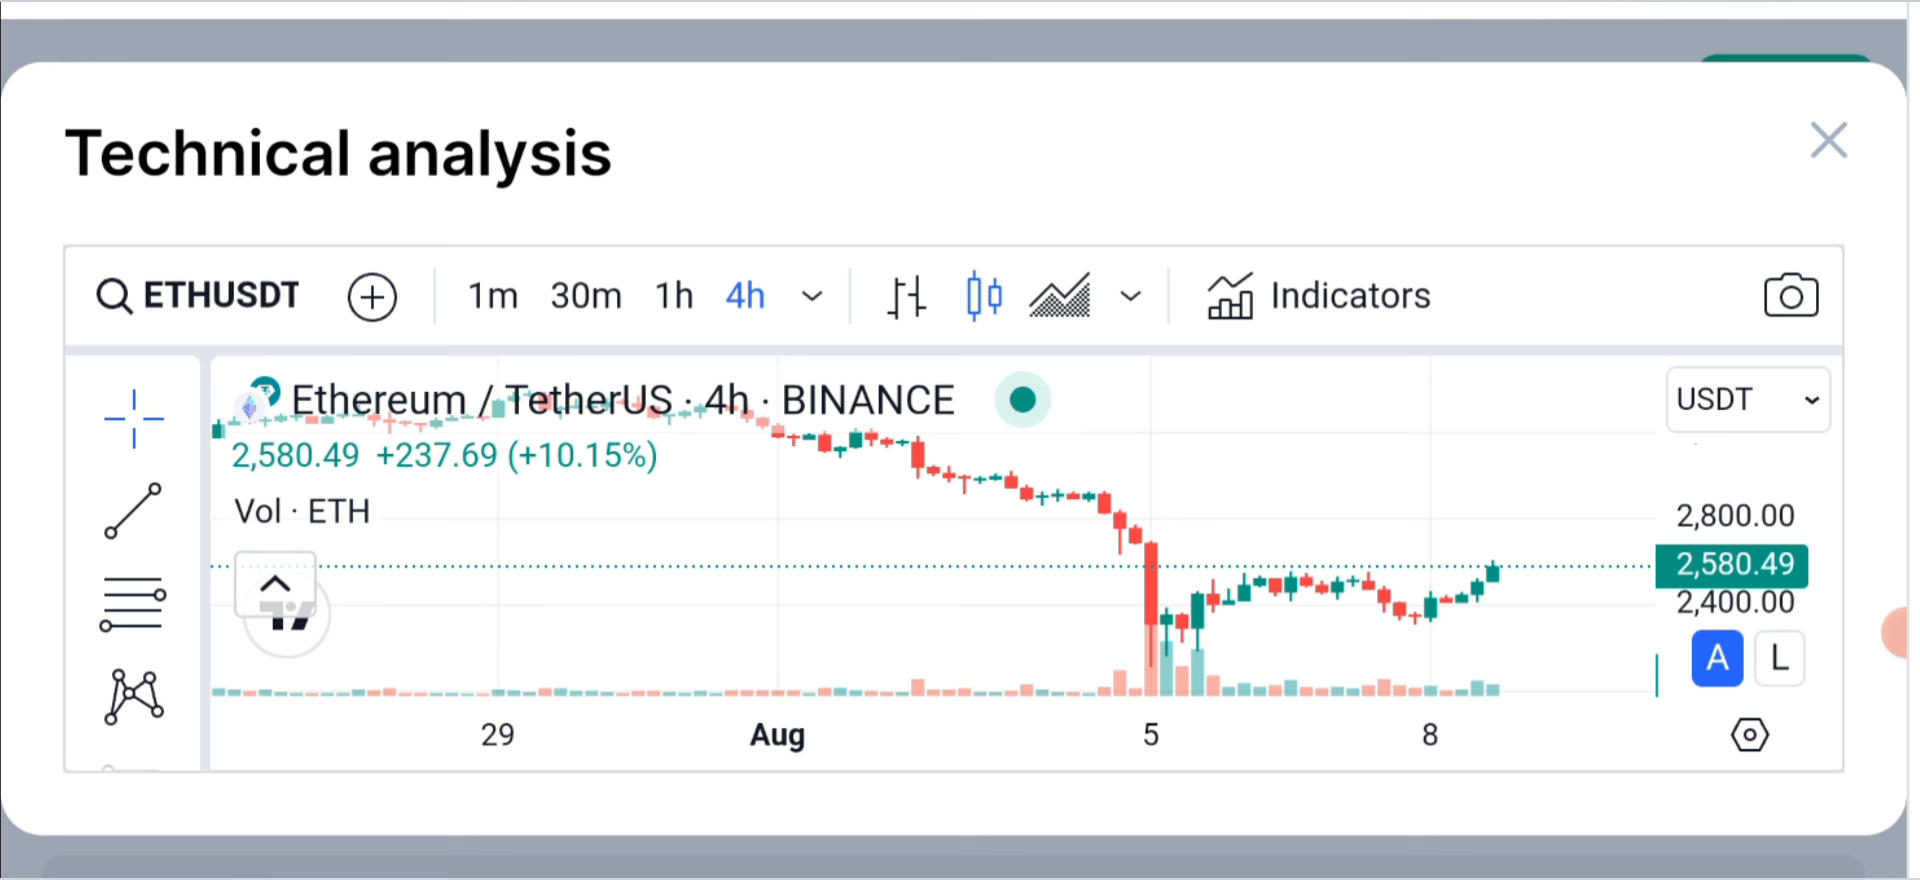 Technical analysis
ETHUSDT 1m 30m 1h 4h Indicators
Ethereum / TetherUS · 4h · BINANCE
USDT
2,580.49 +237.69 (+10.15%)
Vol · ETH
2,800.00
2,580.49
2,400.00
A L
29 Aug 5 8